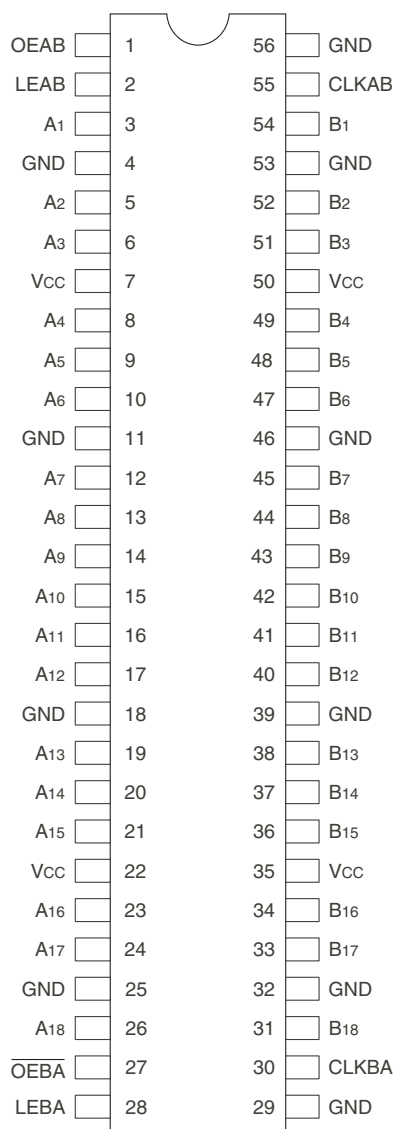 OEAB 1 56 GND
LEAB 2 55 CLKAB
A1 3 54 B1
GND 4 53 GND
A2 5 52 B2
A3 6 51 B3
VCC 7 50 VCC
A4 8 49 B4
A5 9 48 B5
A6 10 47 B6
GND 11 46 GND
A7 12 45 B7
A8 13 44 B8
A9 14 43 B9
A10 15 42 B10
A11 16 41 B11
A12 17 40 B12
GND 18 39 GND
A13 19 38 B13
A14 20 37 B14
A15 21 36 B15
VCC 22 35 VCC
A16 23 34 B16
A17 24 33 B17
GND 25 32 GND
A18 26 31 B18
O̅E̅B̅A̅ 27 30 CLKBA
LEBA 28 29 GND